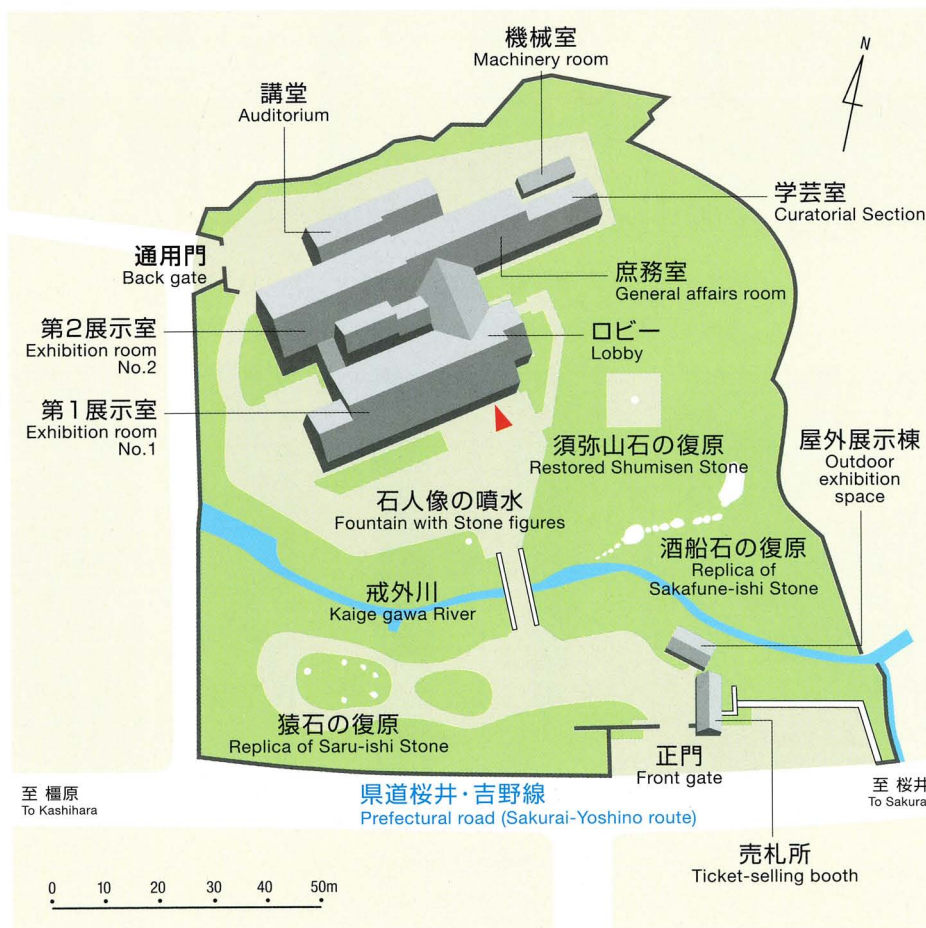 機械室
Machinery room
N
講堂
Auditorium
学芸室
Curatorial Section
通用門
Back gate
庶務室
General affairs room
第2展示室
Exhibition room
No.2
ロビー
Lobby
第1展示室
Exhibition room
No.1
須弥山石の復原
Restored Shumisen Stone
屋外展示棟
Outdoor
exhibition
space
石人像の噴水
Fountain with Stone figures
酒船石の復原
Replica of
Sakafune-ishi Stone
戒外川
Kaige gawa River
猿石の復原
Replica of Saru-ishi Stone
正門
Front gate
至 橿原
To Kashihara
県道桜井・吉野線
Prefectural road (Sakurai-Yoshino route)
至 桜井
To Sakura
売札所
Ticket-selling booth
0 10 20 30 40 50m